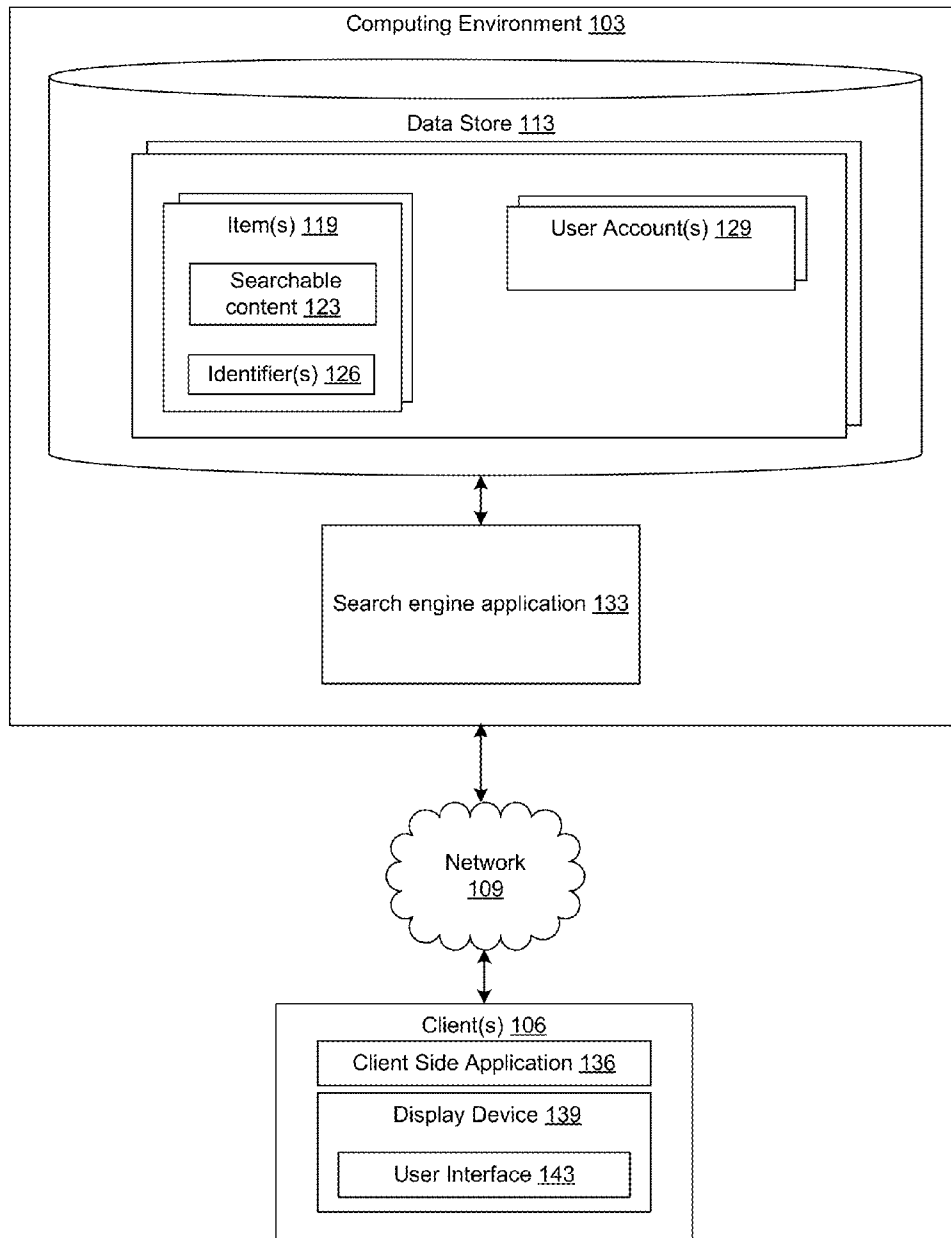 Computing Environment 103
Data Store 113
Item(s) 119
User Account(s) 129
Searchable
content 123
Identifier(s) 126
Search engine application 133
Network
109
Client(s) 106
Client Side Application 136
Display Device 139
User Interface 143